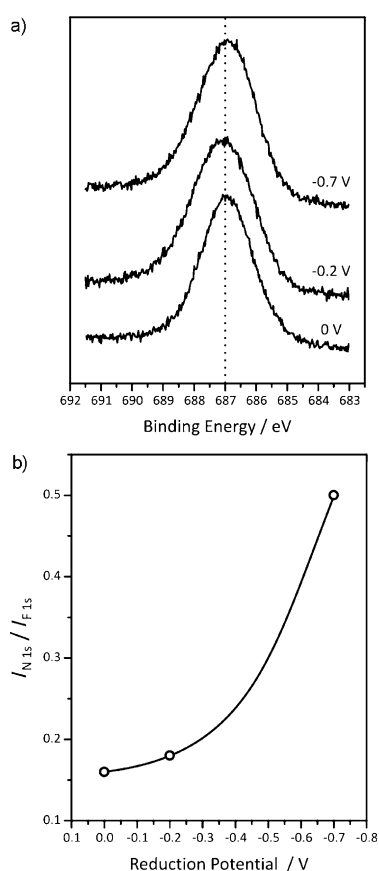 a)
-0.7 V
-0.2 V
0 V
692 691 690 689 688 687 686 685 684 683
Binding Energy / eV
b)
0.5
0.4
0.3
0.2
0.1
I N 1s / I F 1s
0.1 0.0 -0.1 -0.2 -0.3 -0.4 -0.5 -0.6 -0.7 -0.8
Reduction Potential / V